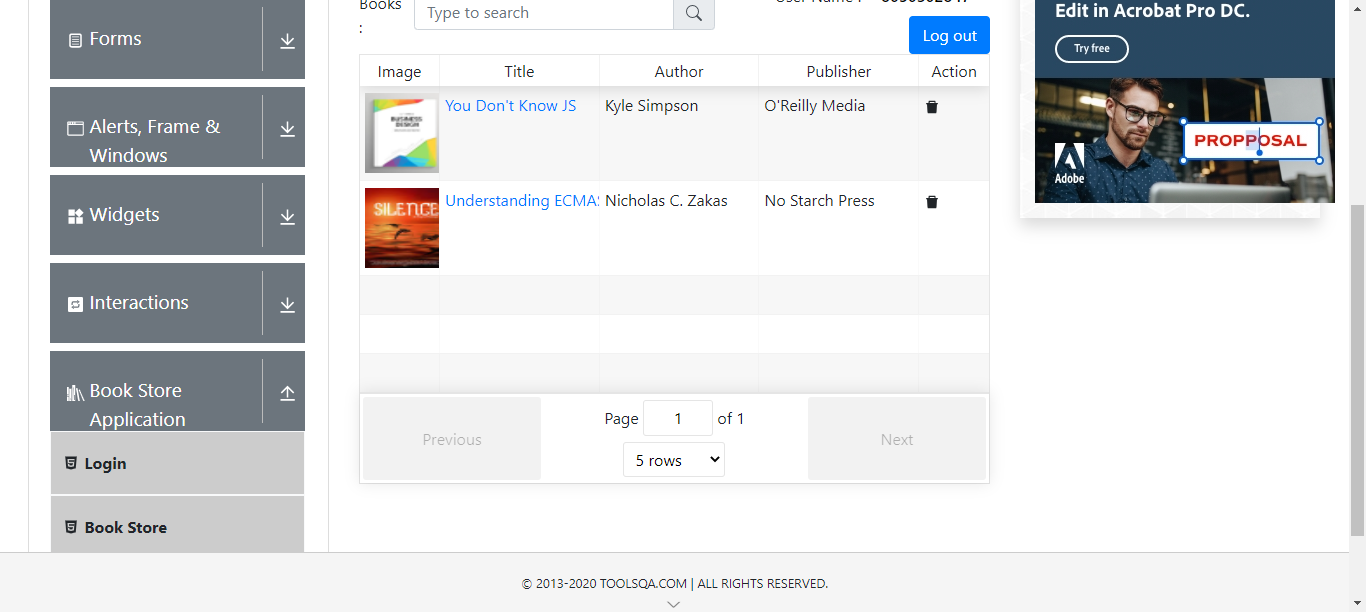 Forms
Alerts, Frame &
Windows
Widgets
Interactions
Book Store
Application
Login
Book Store
Books
:
Type to search
Log out
Image Title Author Publisher Action
BUSINESS
DESIGN
You Don't Know JS Kyle Simpson O'Reilly Media
SILENCE
Understanding ECMA Nicholas C. Zakas No Starch Press
Previous
Page 1 of 1
5 rows
Next
Edit in Acrobat Pro DC.
Try free
PROPPOSAL
Adobe
© 2013-2020 TOOLSQA.COM | ALL RIGHTS RESERVED.